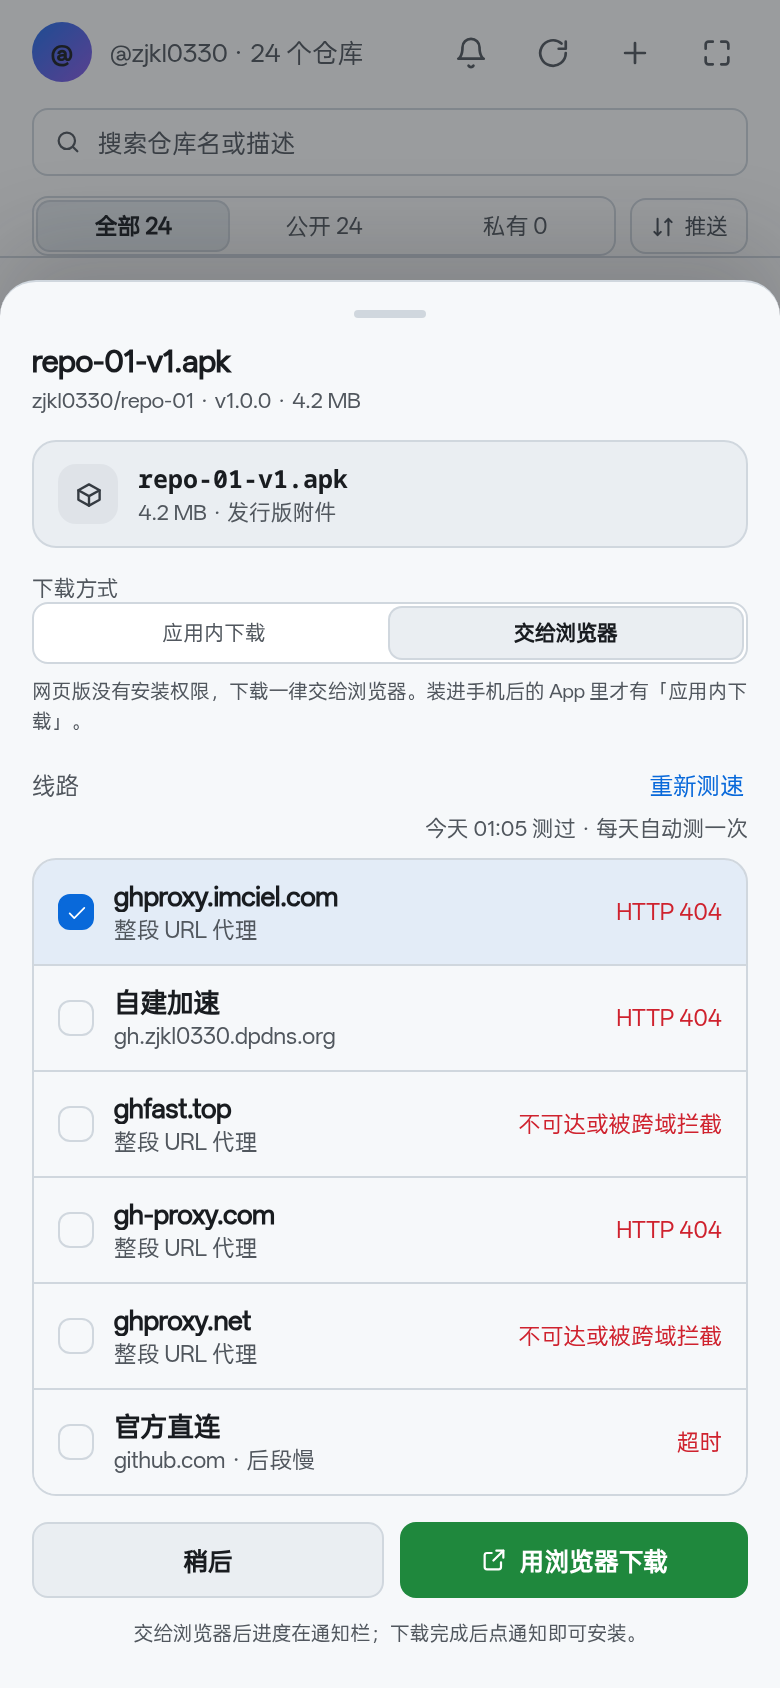 @ @zjkl0330 · 24 个仓库
搜索仓库名或描述
全部 24 公开 24 私有 0 推送
repo-01-v1.apk
zjkl0330/repo-01 · v1.0.0 · 4.2 MB
repo-01-v1.apk
4.2 MB · 发行版附件
下载方式
应用内下载 交给浏览器
网页版没有安装权限，下载一律交给浏览器。装进手机后的 App 里才有「应用内下
载」。
线路 重新测速
今天 01:05 测过 · 每天自动测一次
ghproxy.imciel.com
整段 URL 代理 HTTP 404
自建加速
gh.zjkl0330.dpdns.org HTTP 404
ghfast.top
整段 URL 代理 不可达或被跨域拦截
gh-proxy.com
整段 URL 代理 HTTP 404
ghproxy.net
整段 URL 代理 不可达或被跨域拦截
官方直连
github.com · 后段慢 超时
稍后 用浏览器下载
交给浏览器后进度在通知栏；下载完成后点通知即可安装。